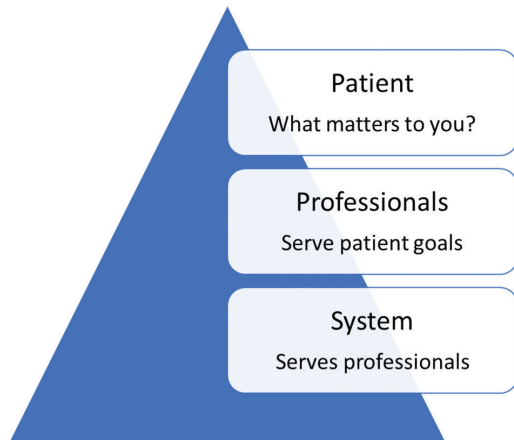 Patient
What matters to you?
Professionals
Serve patient goals
System
Serves professionals